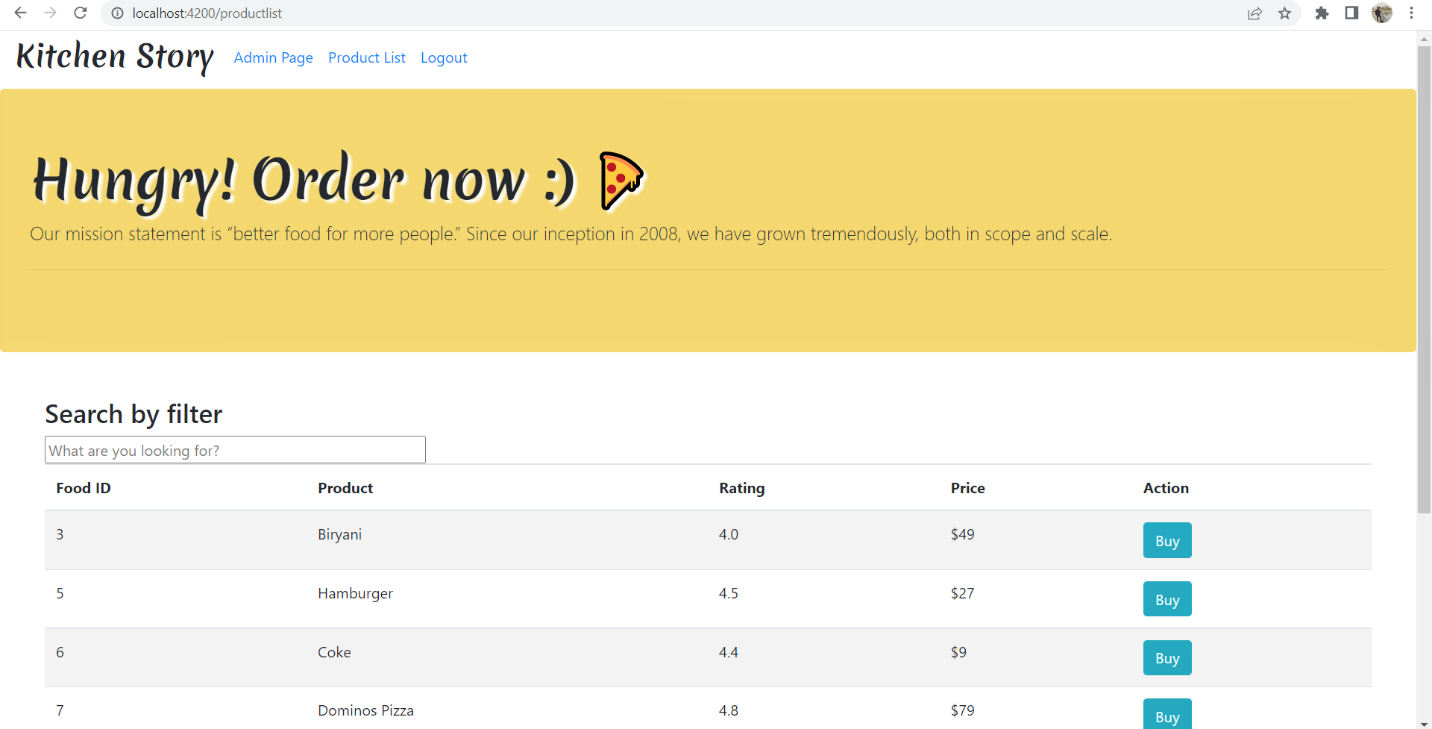 localhost:4200/productlist
Kitchen Story Admin Page Product List Logout
Hungry! Order now :)
Our mission statement is “better food for more people.” Since our inception in 2008, we have grown tremendously, both in scope and scale.
Search by filter
What are you looking for?
Food ID Product Rating Price Action
3 Biryani 4.0 $49 Buy
5 Hamburger 4.5 $27 Buy
6 Coke 4.4 $9 Buy
7 Dominos Pizza 4.8 $79 Buy